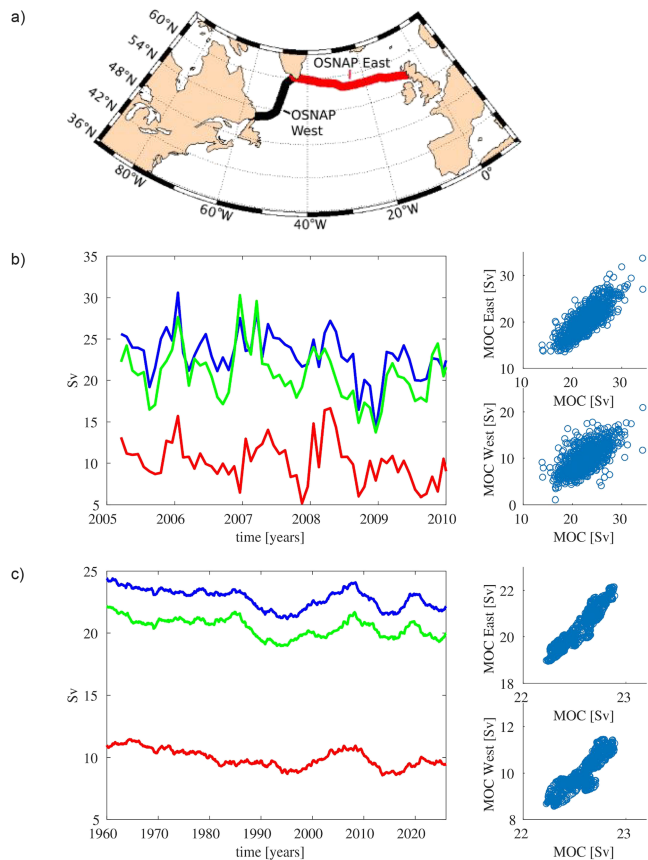 a)
60°N
54°N
48°N
42°N
36°N
80°W
60°W
40°W
20°W
0°
OSNAP East
OSNAP
West
b)
35
30
25
20
15
10
5
Sv
2005
2006
2007
2008
2009
2010
time [years]
30
20
10
MOC East [Sv]
10
20
30
MOC [Sv]
20
10
0
MOC West [Sv]
10
20
30
MOC [Sv]
c)
25
20
15
10
5
Sv
1960
1970
1980
1990
2000
2010
2020
time [years]
22
20
18
MOC East [Sv]
22
23
MOC [Sv]
12
10
8
MOC West [Sv]
22
23
MOC [Sv]